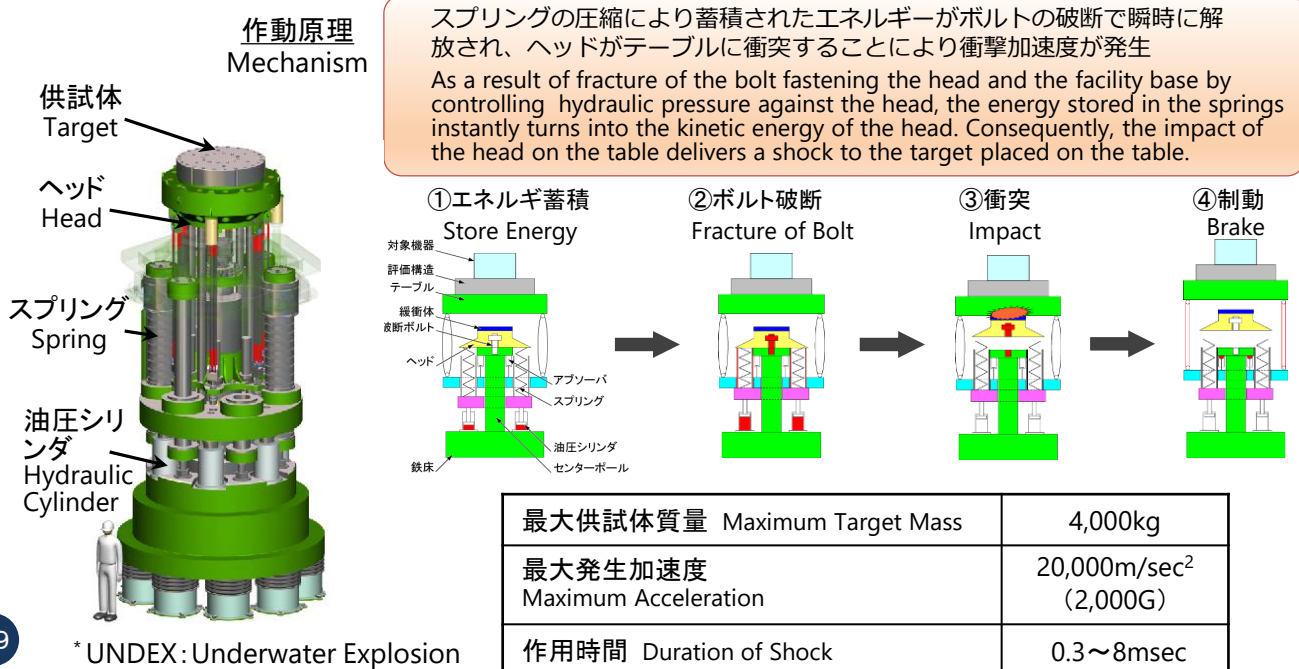 作動原理
Mechanism
スプリングの圧縮により蓄積されたエネルギーがボルトの破断で瞬時に解
放され、ヘッドがテーブルに衝突することにより衝撃加速度が発生
As a result of fracture of the bolt fastening the head and the facility base by
controlling hydraulic pressure against the head, the energy stored in the springs
instantly turns into the kinetic energy of the head. Consequently, the impact of
the head on the table delivers a shock to the target placed on the table.
供試体
Target
ヘッド
Head
スプリング
Spring
油圧シリ
ンダ
Hydraulic
Cylinder
①エネルギ蓄積
Store Energy
②ボルト破断
Fracture of Bolt
③衝突
Impact
④制動
Brake
対象機器
評価構造
テーブル
緩衝体
破断ボルト
ヘッド
アブソーバ
スプリング
油圧シリンダ
センターポール
鉄床
最大供試体質量 Maximum Target Mass
4,000kg
最大発生加速度
Maximum Acceleration
20,000m/sec²
（2,000G）
作用時間 Duration of Shock
0.3～8msec
9
*UNDEX：Underwater Explosion